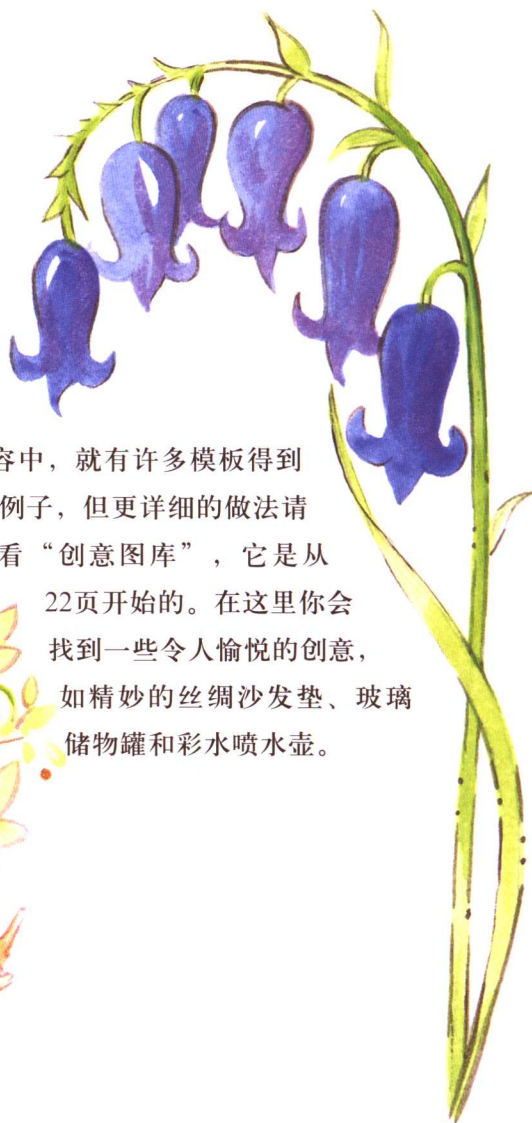 容中，就有许多模板得到
例子，但更详细的做法请
看“创意图库”，它是从
22页开始的。在这里你会
找到一些令人愉悦的创意，
如精妙的丝绸沙发垫、玻璃
储物罐和彩水喷水壶。